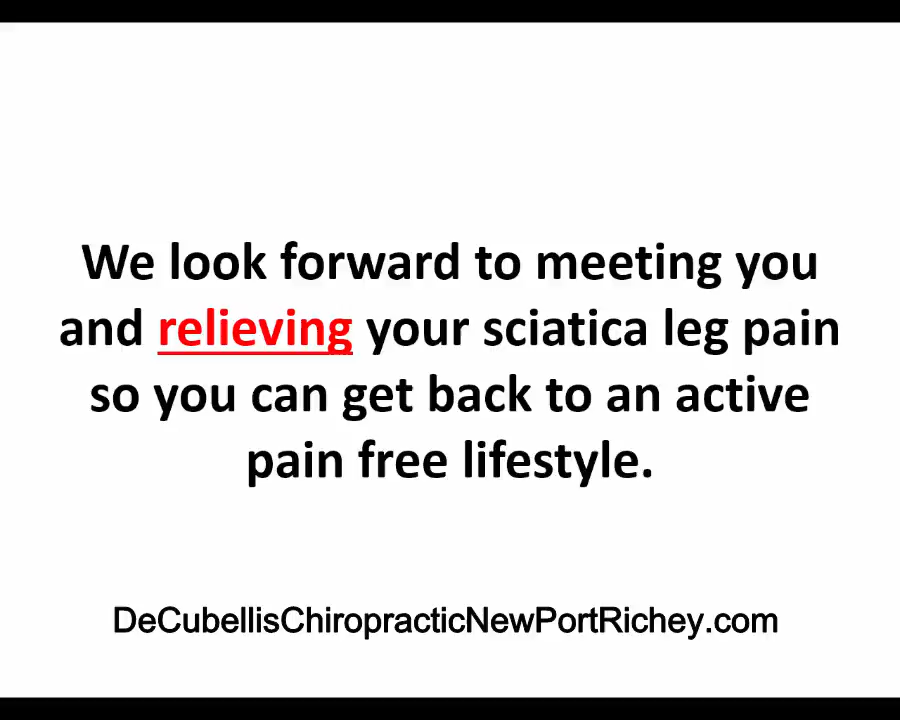 We look forward to meeting you
and relieving your sciatica leg pain
so you can get back to an active
pain free lifestyle.
DeCubellisChiropracticNewPortRichey.com